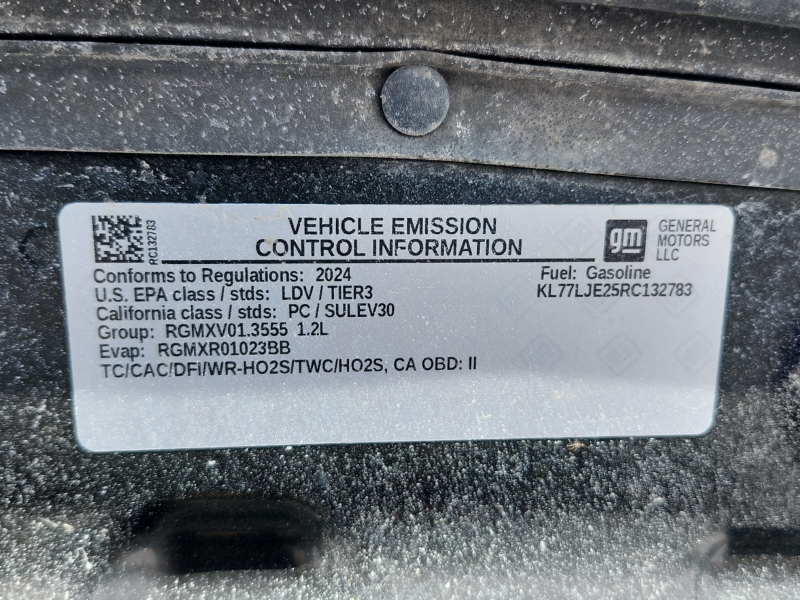 RC132783
VEHICLE EMISSION
CONTROL INFORMATION
gm
GENERAL
MOTORS
LLC
Conforms to Regulations: 2024
Fuel: Gasoline
U.S. EPA class / stds: LDV / TIER3
KL77LJE25RC132783
California class / stds: PC / SULEV30
Group: RGMXV01.3555 1.2L
Evap: RGMXR01023BB
TC/CAC/DFI/WR-HO2S/TWC/HO2S, CA OBD: II